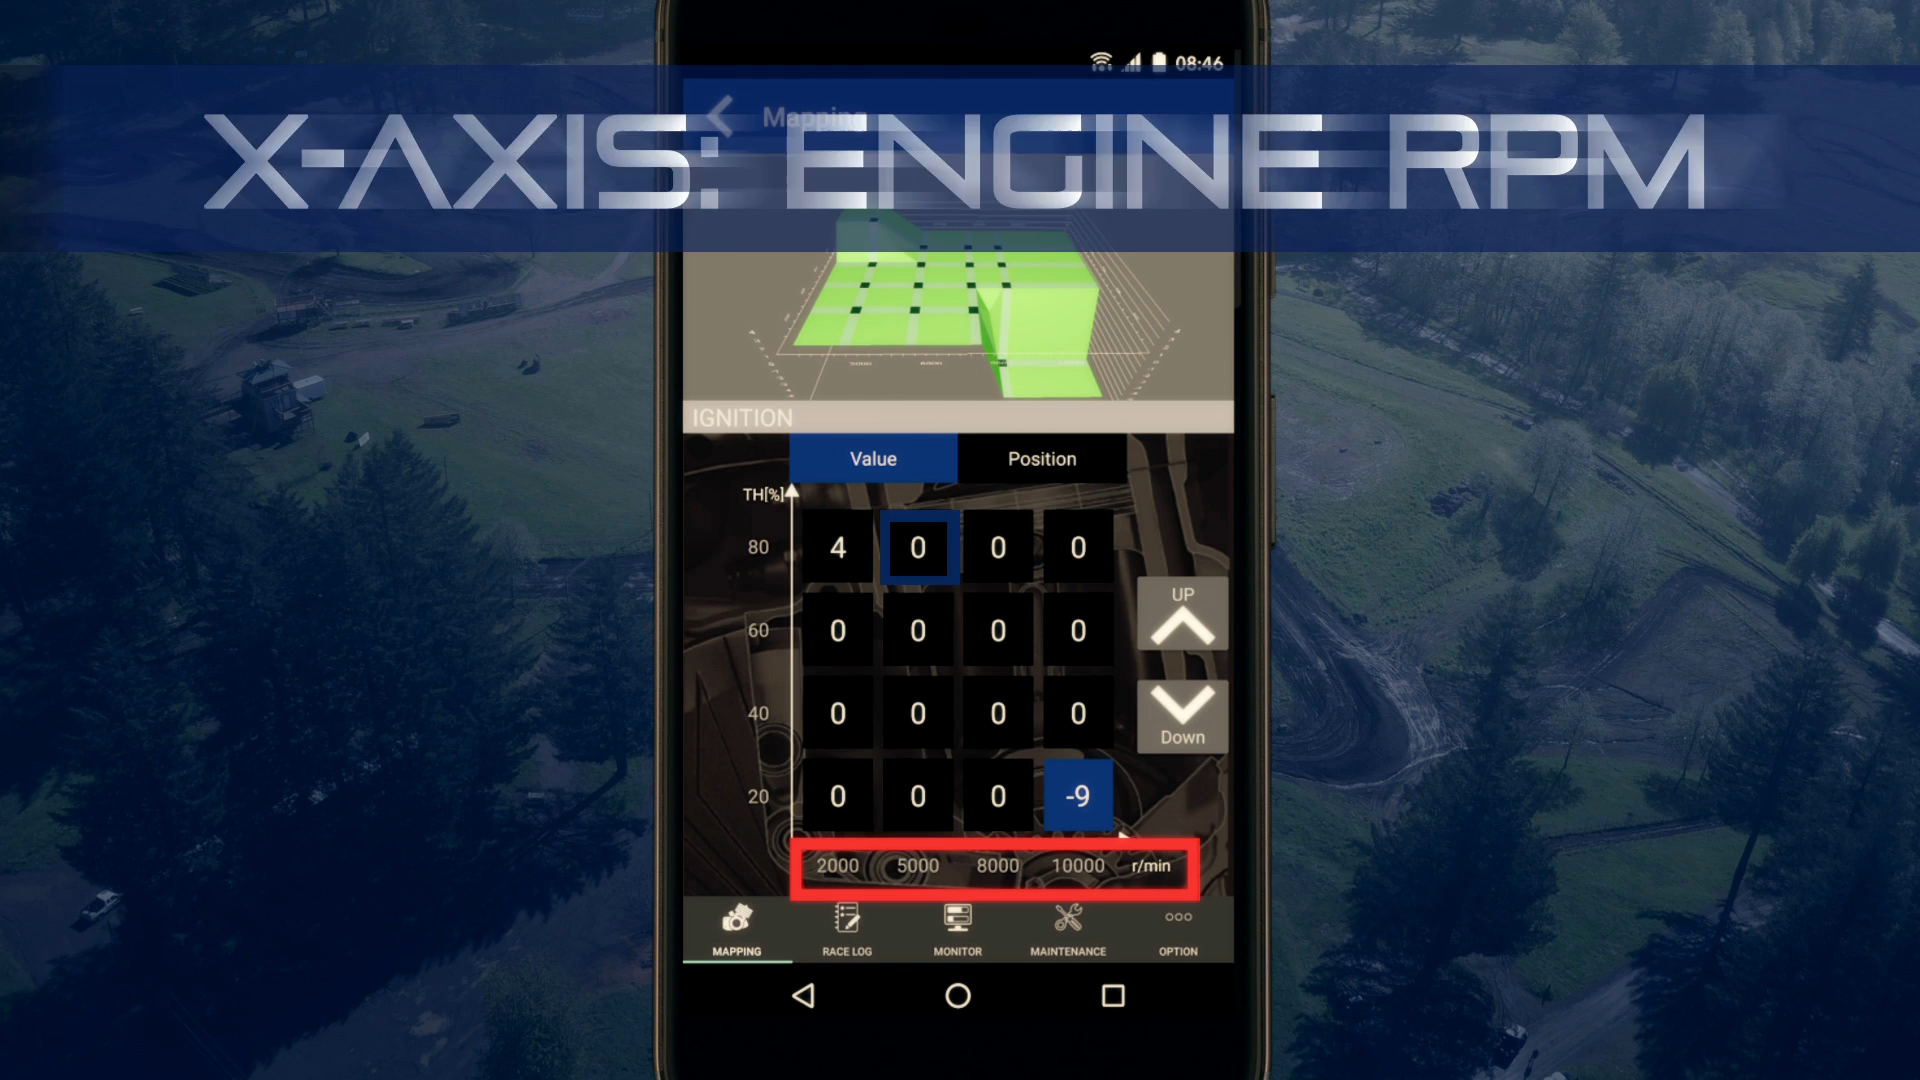 08:46
Mapping
X-AXIS: ENGINE RPM
IGNITION
Value Position
TH[%]
80 4 0 0 0
60 0 0 0 0
UP
40 0 0 0 0
Down
20 0 0 0 -9
2000 5000 8000 10000 r/min
MAPPING RACE LOG MONITOR MAINTENANCE OPTION